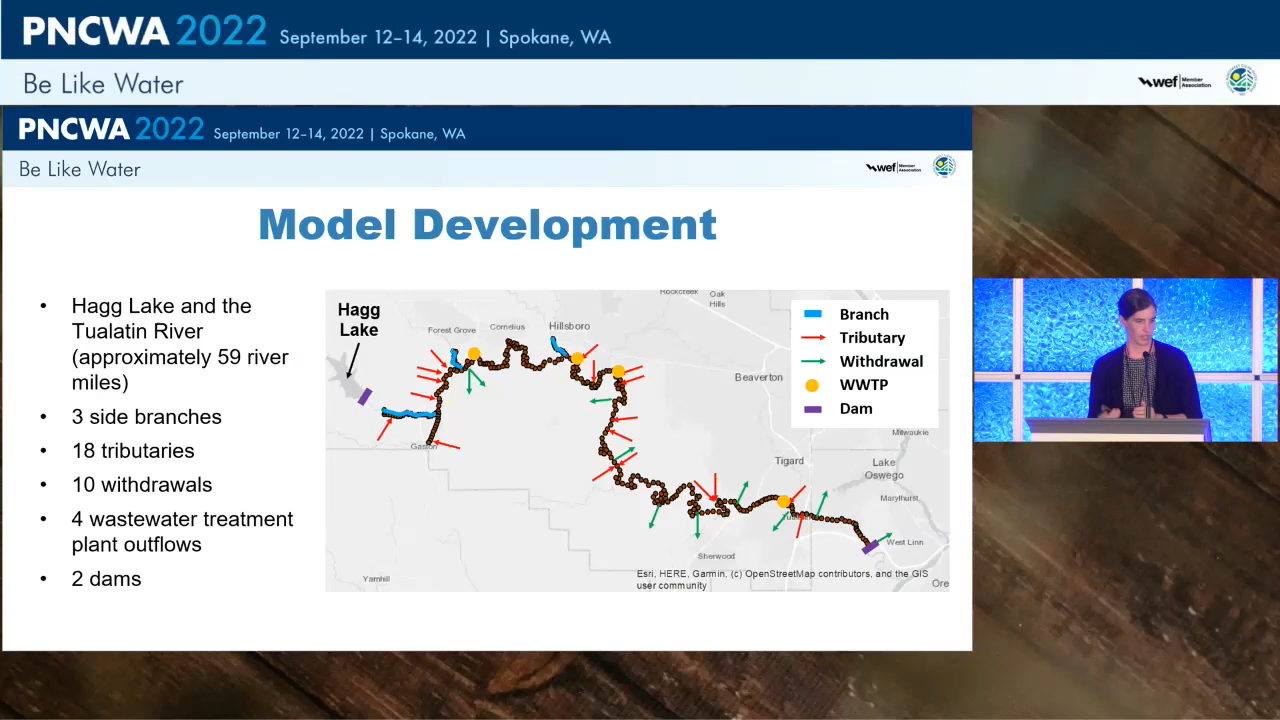 PNCWA 2022 September 12–14, 2022 | Spokane, WA
Be Like Water
wef Member Association
PNCWA 2022 September 12–14, 2022 | Spokane, WA
Be Like Water
wef Member Association
Model Development
• Hagg Lake and the
Tualatin River
(approximately 59 river
miles)
• 3 side branches
• 18 tributaries
• 10 withdrawals
• 4 wastewater treatment
plant outflows
• 2 dams
Hagg
Lake
Rockcreek
Oak
Hills
Forest Grove
Cornelius
Hillsboro
Beaverton
Gaston
Milwaukie
Tigard
Lake
Oswego
Marylhurst
Sherwood
West Linn
Yamhill
Ore
Branch
Tributary
Withdrawal
WWTP
Dam
Esri, HERE, Garmin, (c) OpenStreetMap contributors, and the GIS
user community